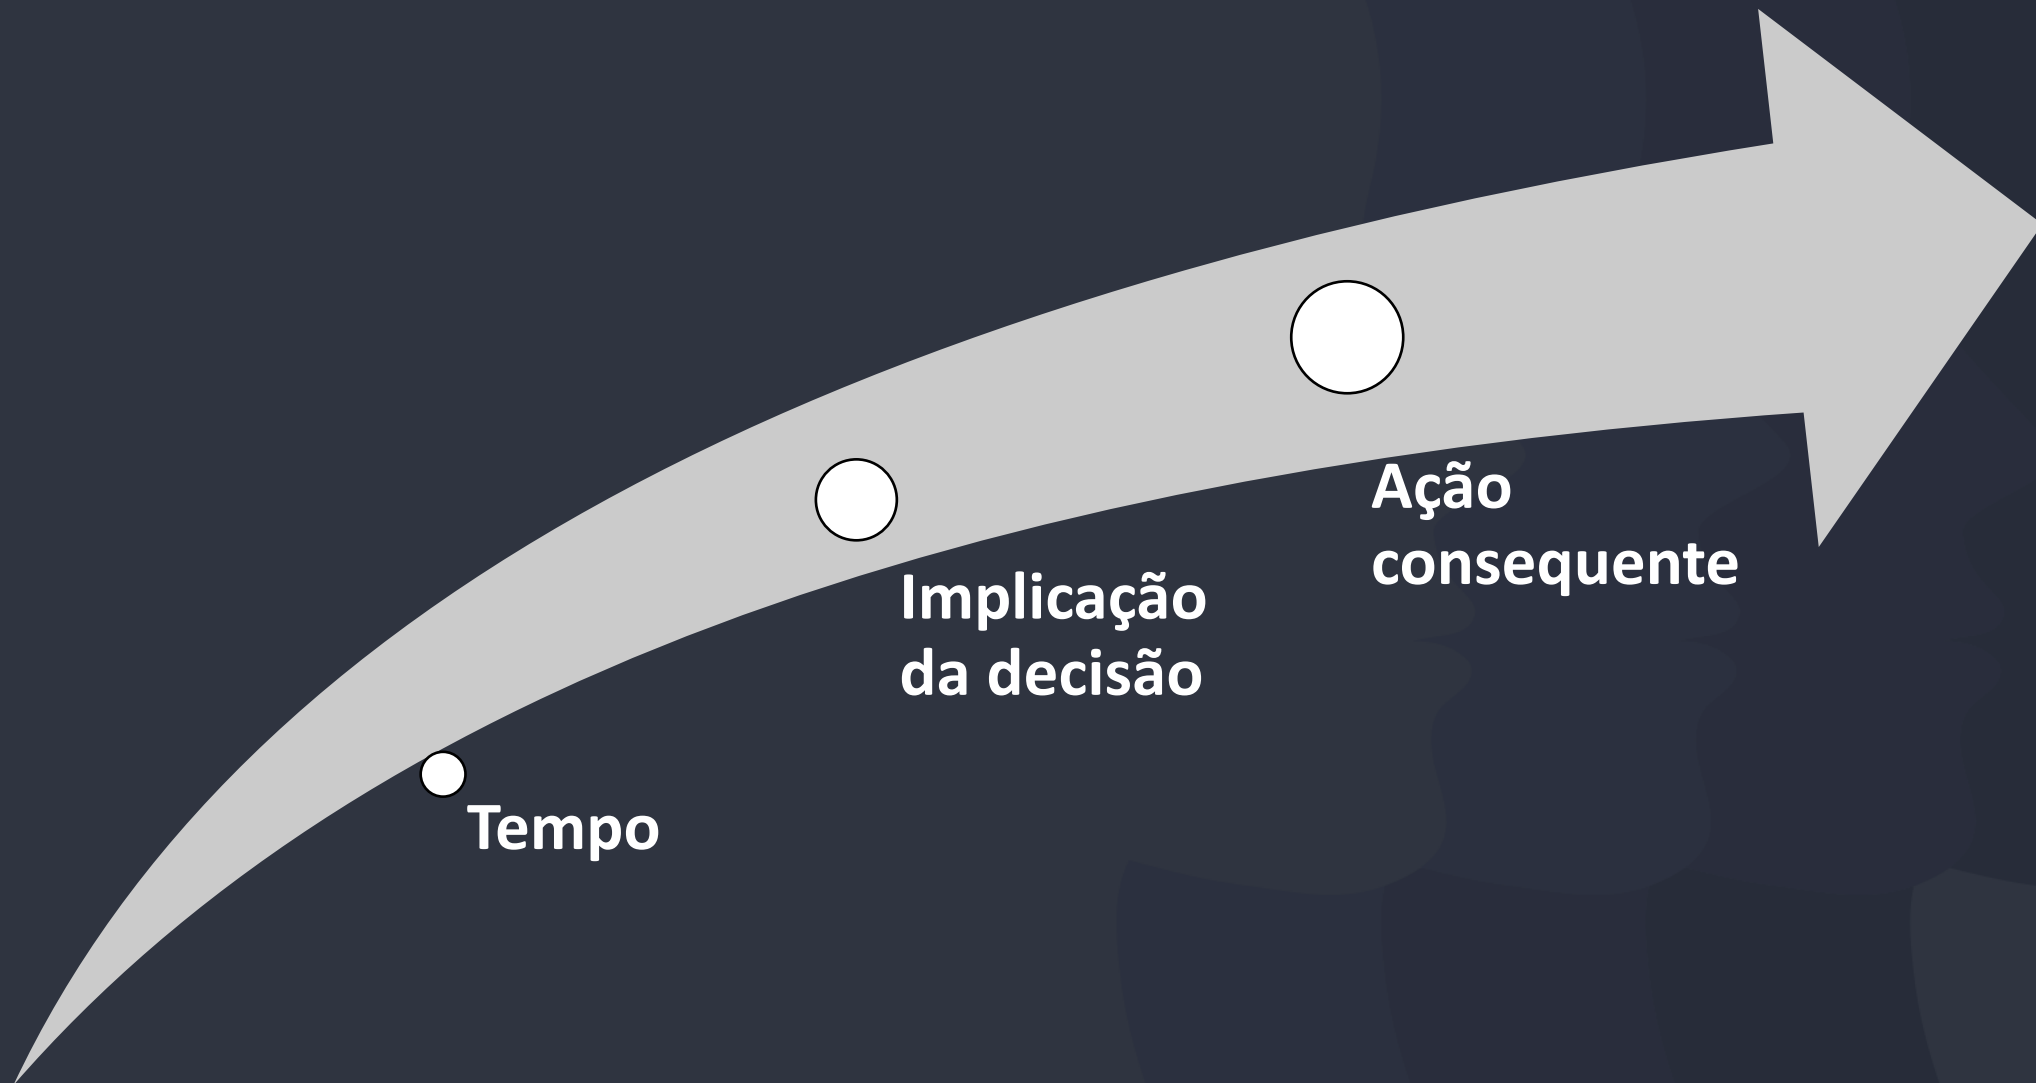 Ação
consequente
Implicação
da decisão
Tempo